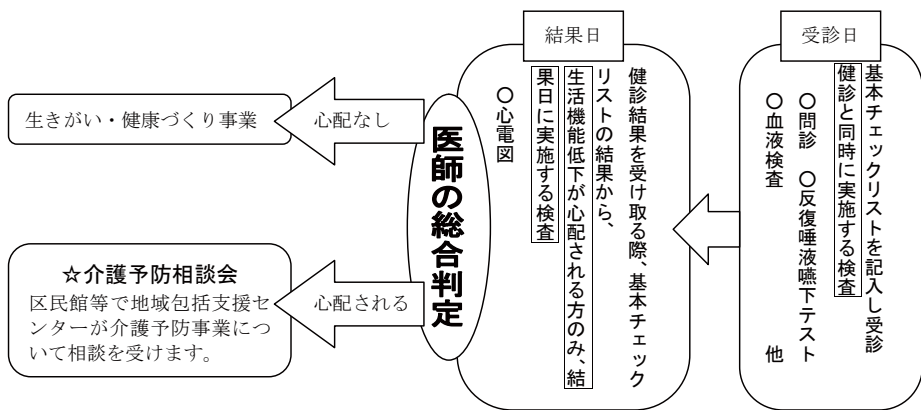 受診日
基本チェックリストを記入し受診
健診と同時に実施する検査
○問診　○反復唾液嚥下テスト
○血液検査　　　　　他
結果日
健診結果を受け取る際、基本チェック
リストの結果から、
生活機能低下が心配される方のみ、結
果日に実施する検査
○心電図
医師の総合判定
心配なし
生きがい・健康づくり事業
心配される
☆介護予防相談会
区民館等で地域包括支援セ
ンターが介護予防事業につ
いて相談を受けます。